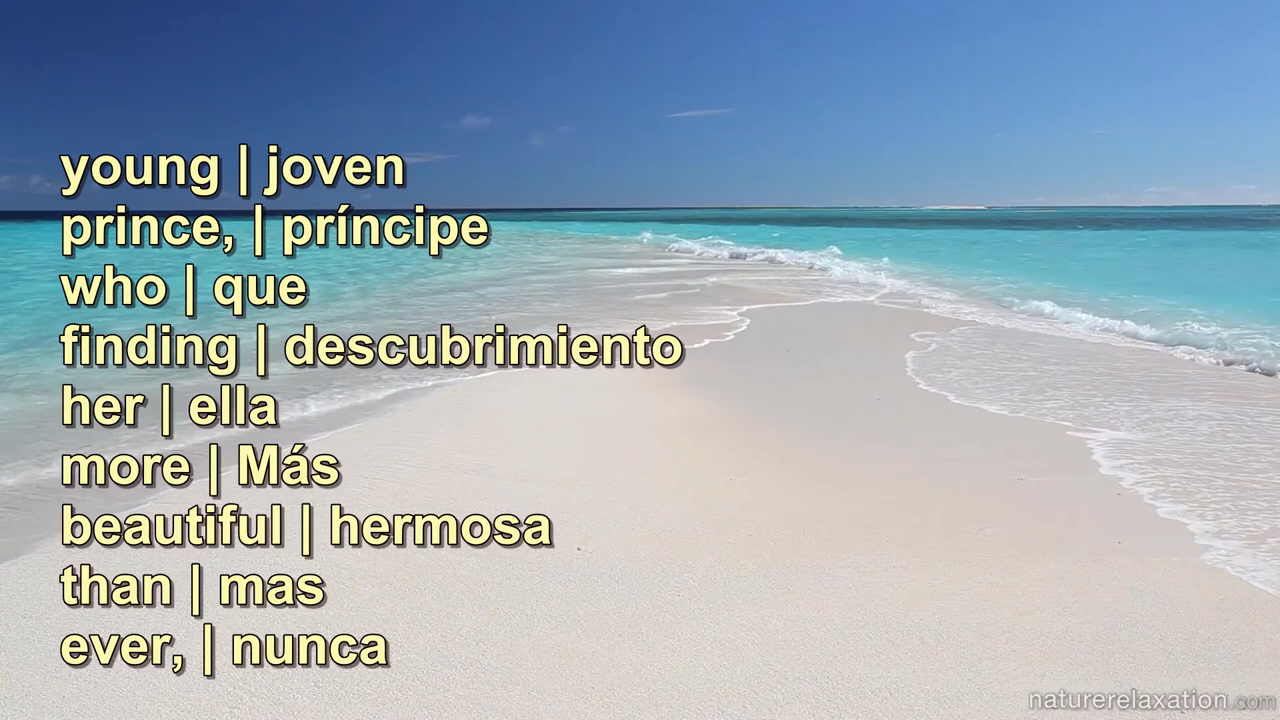 young | joven
prince, | príncipe
who | que
finding | descubrimiento
her | ella
more | Más
beautiful | hermosa
than | mas
ever, | nunca
naturerelaxation.com